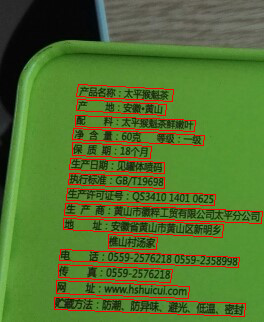 产品名称：太平猴魁茶
产 地：安徽·黄山
配 料：太平猴魁茶鲜嫩叶
净 含 量：60克 等级：一级
保 质 期：18个月
生产日期：见罐体喷码
执行标准：GB/T19698
生产许可证号：QS3410 1401 0625
生 产 商：黄山市徽粹工贸有限公司太平分公司
地 址：安徽省黄山市黄山区新明乡
樵山村汤家
电 话：0559-2576218 0559-2358998
传 真：0559-2576218
网 址：www.hshuicui.com
贮藏方法：防潮、防异味、避光、低温、密封